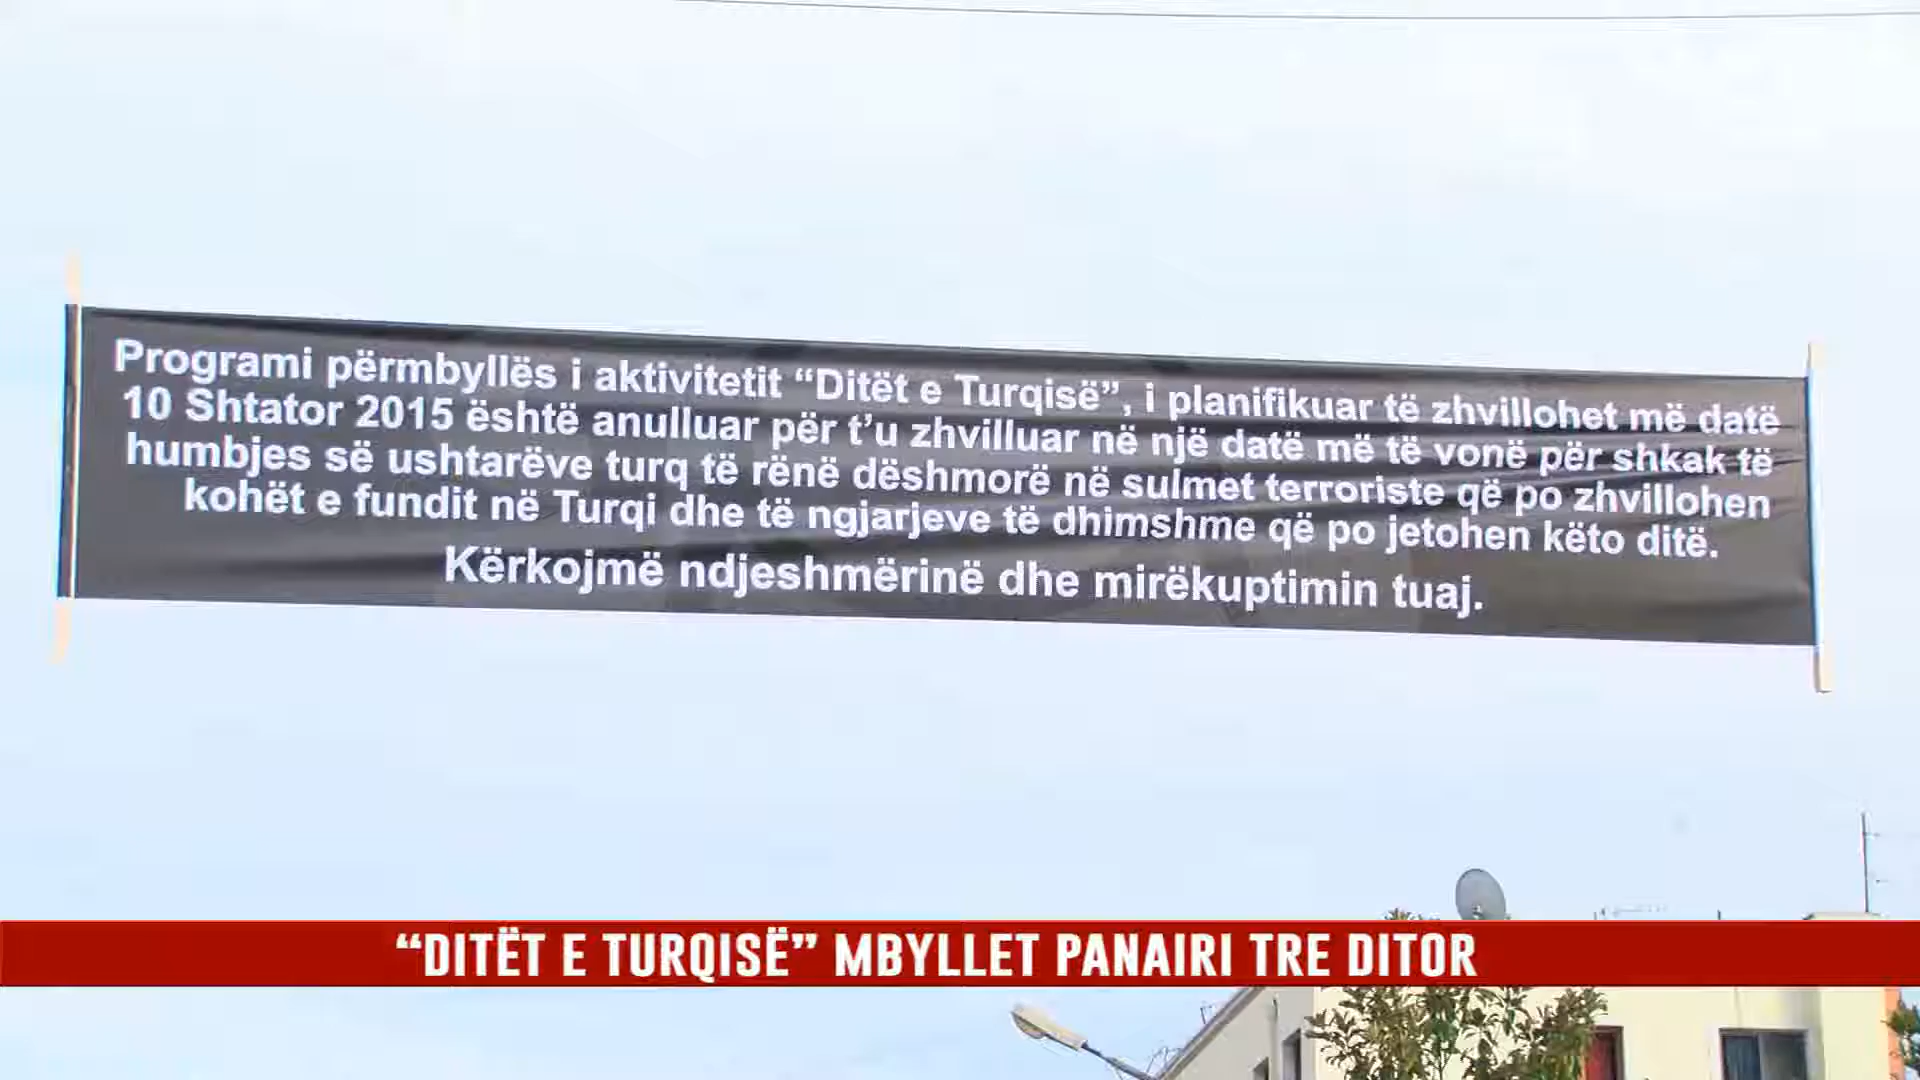 Programi përmbyllës i aktivitetit “Ditët e Turqisë”, i planifikuar të zhvillohet më datë
10 Shtator 2015 është anulluar për t’u zhvilluar në një datë më të vonë për shkak të
humbjes së ushtarëve turq të rënë dëshmorë në sulmet terroriste që po zhvillohen
kohët e fundit në Turqi dhe të ngjarjeve të dhimshme që po jetohen këto ditë.
Kërkojmë ndjeshmërinë dhe mirëkuptimin tuaj.
“DITËT E TURQISË” MBYLLET PANAIRI TRE DITOR